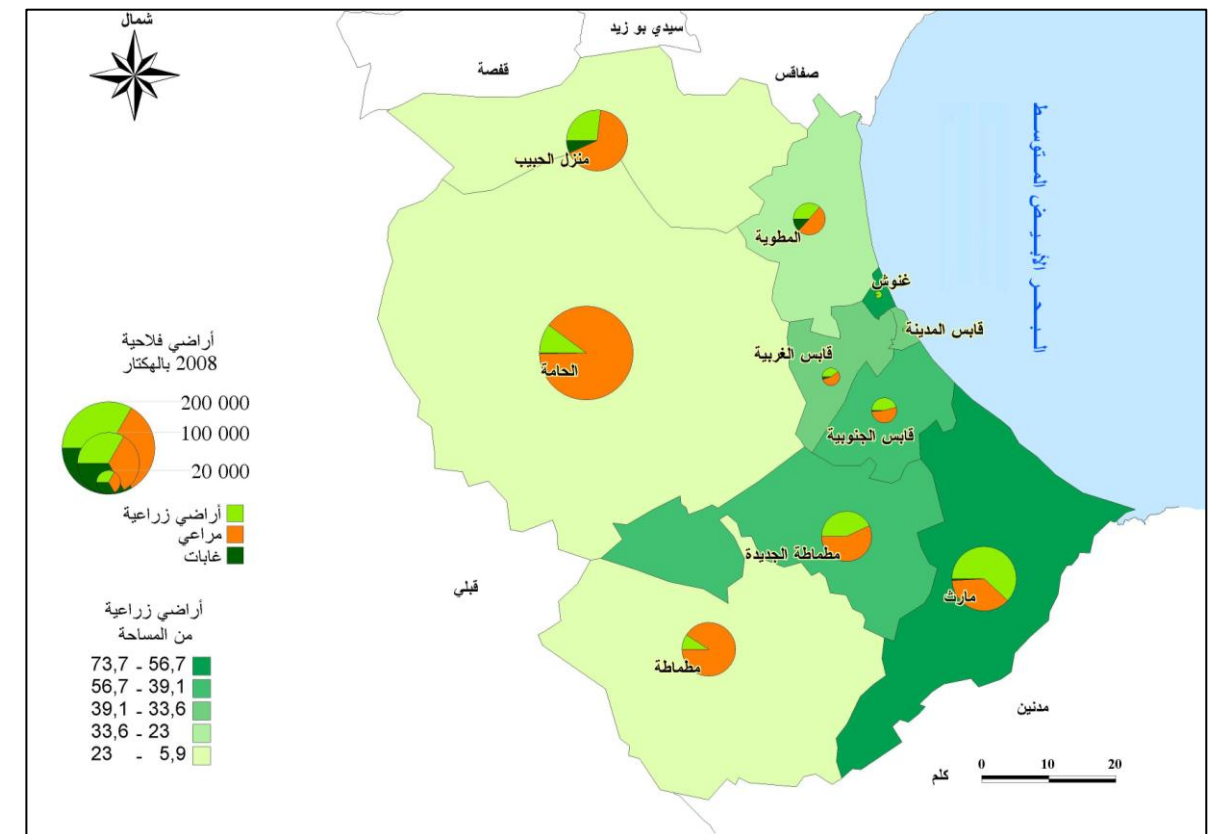 شمال
سيدي بو زيد
قفصة
صفاقس
البحر الأبيض المتوسط
منزل الحبيب
المطوية
غنوش
قابس المدينة
قابس الغربية
الحامة
قابس الجنوبية
مطماطة الجديدة
مارث
مطماطة
قبلي
مدنين
أراضي فلاحية
2008 بالهكتار
200 000
100 000
20 000
أراضي زراعية
مراعي
غابات
أراضي زراعية
من المساحة
73,7 - 56,7
56,7 - 39,1
39,1 - 33,6
33,6 - 23
23 - 5,9
0 10 20
كلم